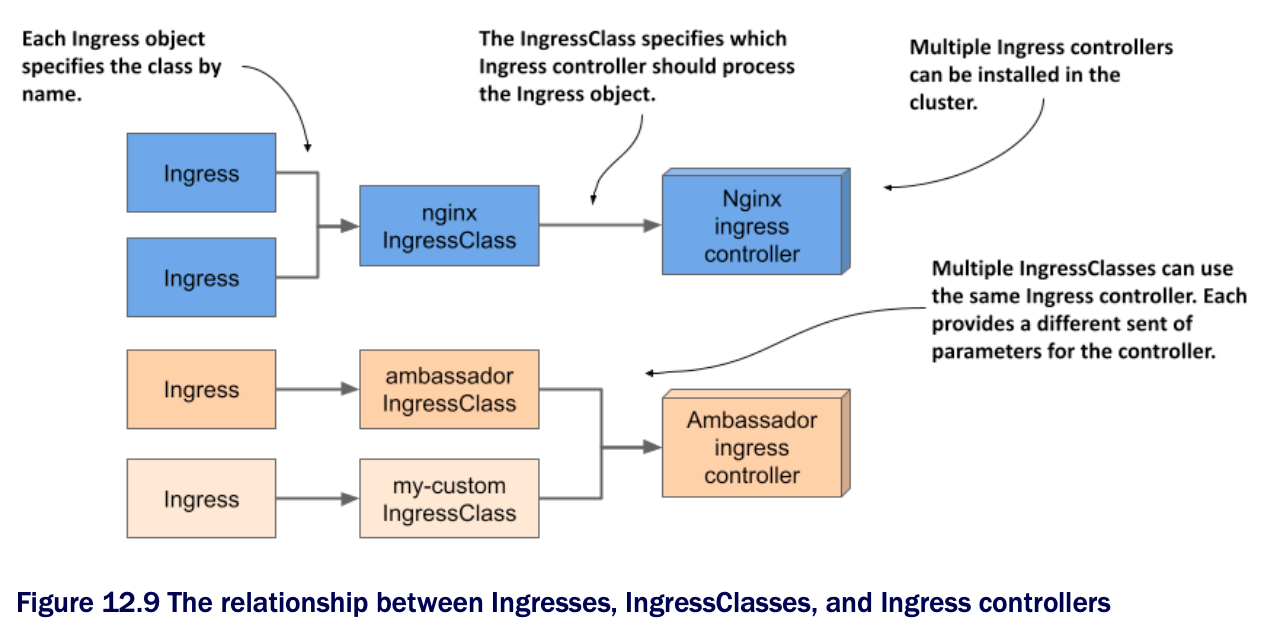 Each Ingress object
specifies the class by
name.
The IngressClass specifies which
Ingress controller should process
the Ingress object.
Multiple Ingress controllers
can be installed in the
cluster.
Ingress
Ingress
nginx
IngressClass
Nginx
ingress
controller
Multiple IngressClasses can use
the same Ingress controller. Each
provides a different sent of
parameters for the controller.
Ingress
ambassador
IngressClass
Ambassador
ingress
controller
Ingress
my-custom
IngressClass
Figure 12.9 The relationship between Ingresses, IngressClasses, and Ingress controllers